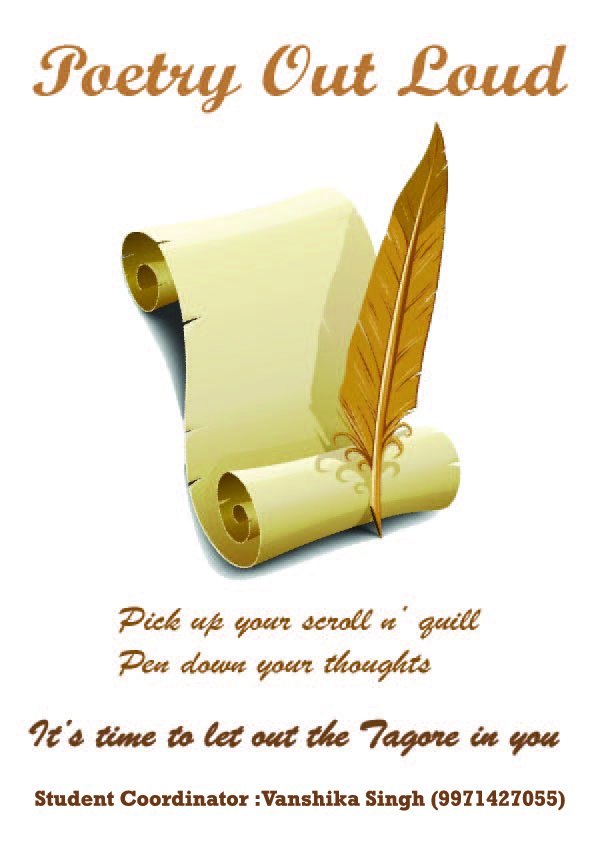 Poetry Out Loud
Pick up your scroll n' quill
Pen down your thoughts
It's time to let out the Tagore in you
Student Coordinator :Vanshika Singh (9971427055)